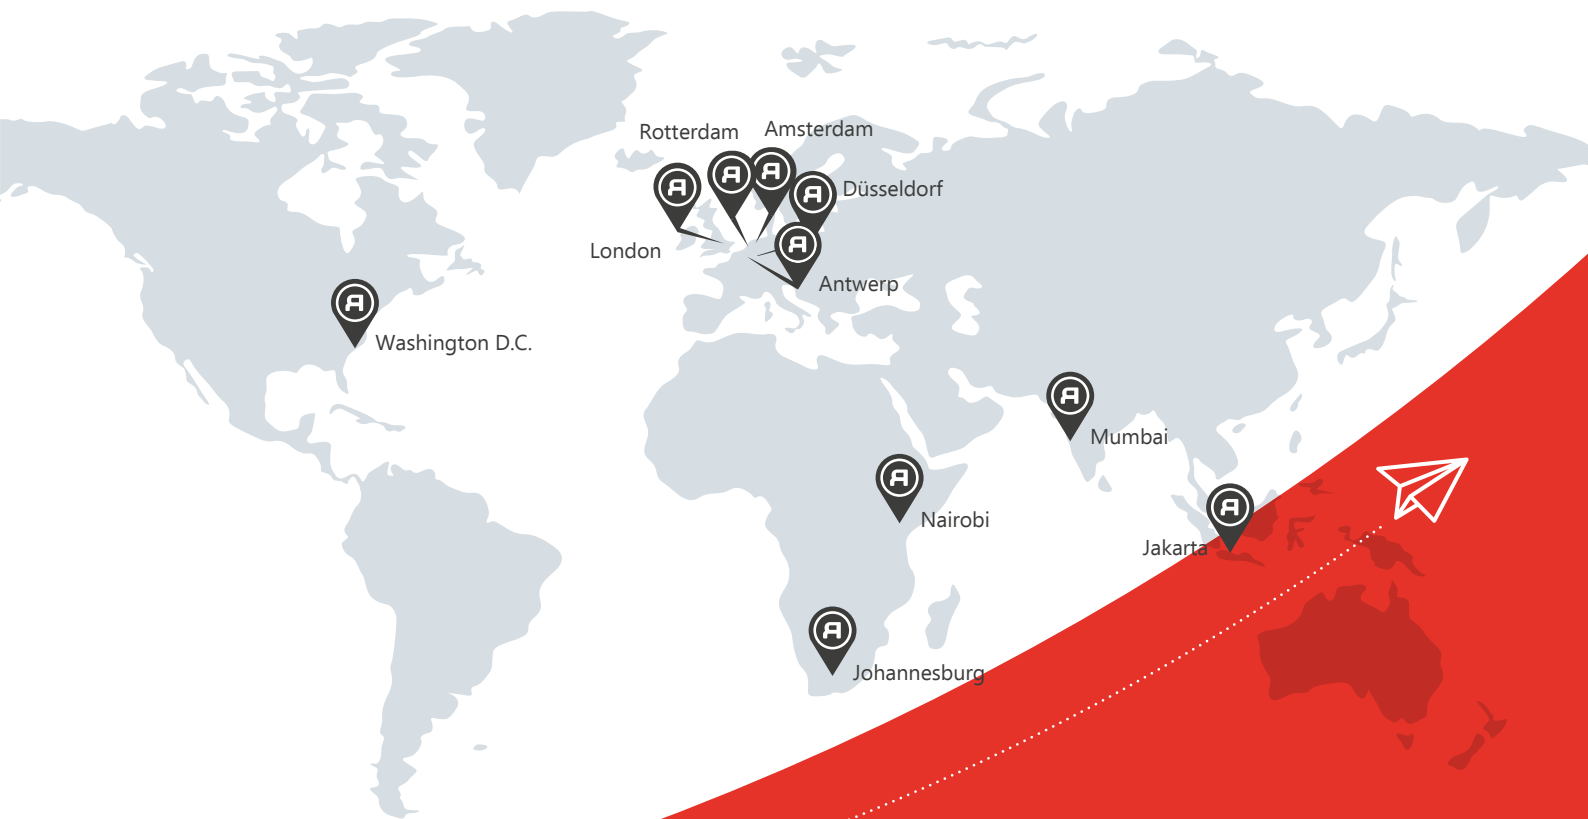 Rotterdam
Amsterdam
Düsseldorf
London
Antwerp
Washington D.C.
Mumbai
Nairobi
Jakarta
Johannesburg